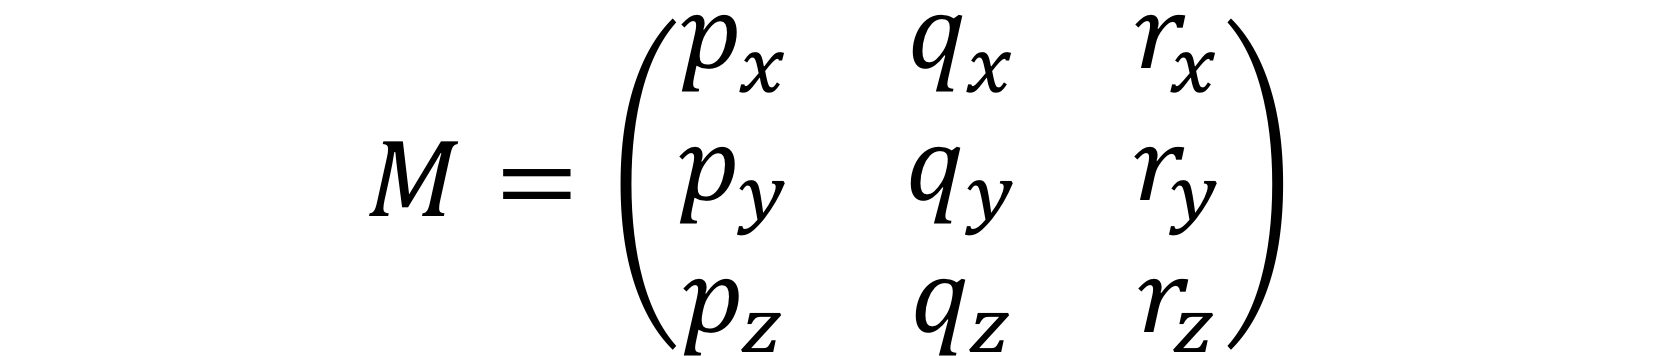 M = ( p_x q_x r_x
p_y q_y r_y
p_z q_z r_z )